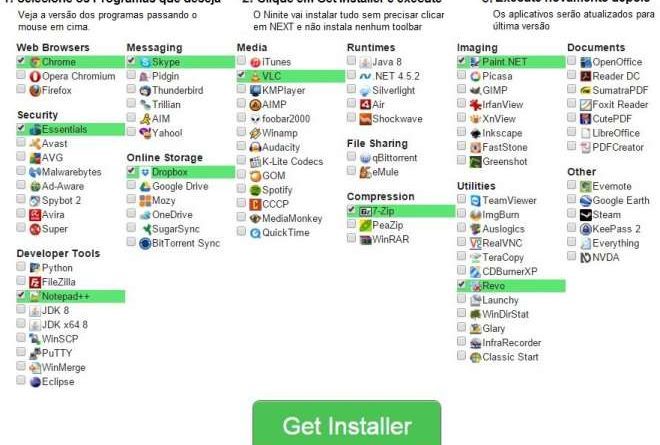 1. Selecione os Programas que deseja
Veja a versão dos programas passando o
mouse em cima.
2. Clique em Get Installer e execute
O Ninite vai instalar tudo sem precisar clicar
em NEXT e não instala nenhum toolbar
3. Execute novamente depois
Os aplicativos serão atualizados para
última versão
Web Browsers
Chrome
Opera Chromium
Firefox
Security
Essentials
Avast
AVG
Malwarebytes
Ad-Aware
Spybot 2
Avira
Super
Developer Tools
Python
FileZilla
Notepad++
JDK 8
JDK x64 8
WinSCP
PuTTY
WinMerge
Eclipse
Messaging
Skype
Pidgin
Thunderbird
Trillian
AIM
Yahoo!
Online Storage
Dropbox
Google Drive
Mozy
OneDrive
SugarSync
BitTorrent Sync
Media
iTunes
VLC
KMPlayer
AIMP
foobar2000
Winamp
Audacity
K-Lite Codecs
GOM
Spotify
CCCP
MediaMonkey
QuickTime
Runtimes
Java 8
.NET 4.5.2
Silverlight
Air
Shockwave
File Sharing
qBittorrent
eMule
Compression
7-Zip
PeaZip
WinRAR
Imaging
Paint.NET
Picasa
GIMP
IrfanView
XnView
Inkscape
FastStone
Greenshot
Utilities
TeamViewer
ImgBurn
Auslogics
RealVNC
TeraCopy
CDBurnerXP
Revo
Launchy
WinDirStat
Glary
InfraRecorder
Classic Start
Documents
OpenOffice
Reader DC
SumatraPDF
Foxit Reader
CutePDF
LibreOffice
PDFCreator
Other
Evernote
Google Earth
Steam
KeePass 2
Everything
NVDA
Get Installer